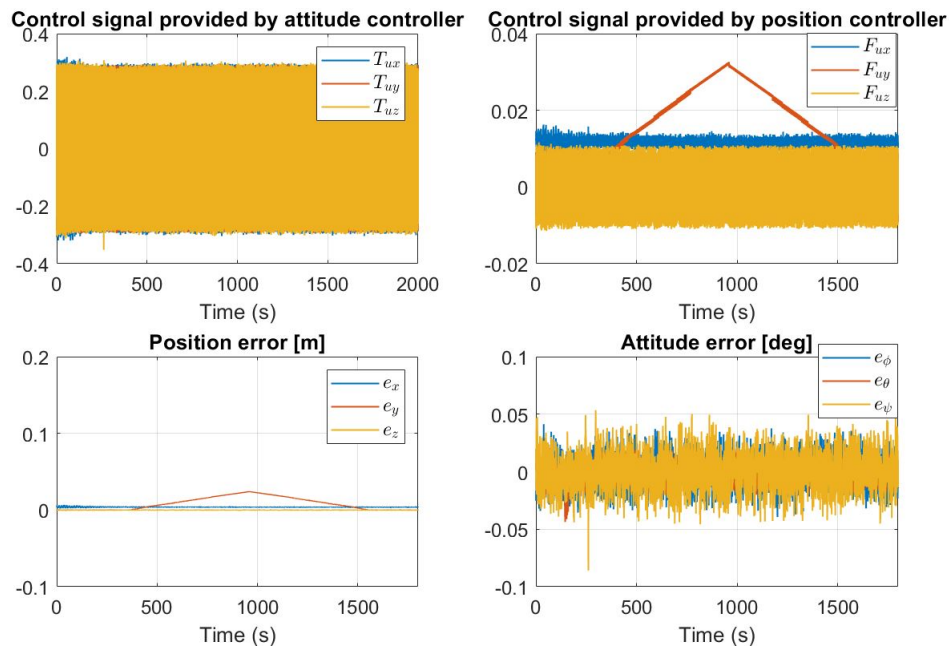 Control signal provided by attitude controller
0.4
0.2
0
-0.2
-0.4
T_ux
T_uy
T_uz
0 500 1000 1500 2000
Time (s)
Control signal provided by position controller
0.04
0.02
0
-0.02
F_ux
F_uy
F_uz
0 500 1000 1500
Time (s)
Position error [m]
0.2
0.1
0
-0.1
e_x
e_y
e_z
0 500 1000 1500
Time (s)
Attitude error [deg]
0.1
0.05
0
-0.05
-0.1
e_ϕ
e_θ
e_ψ
0 500 1000 1500
Time (s)